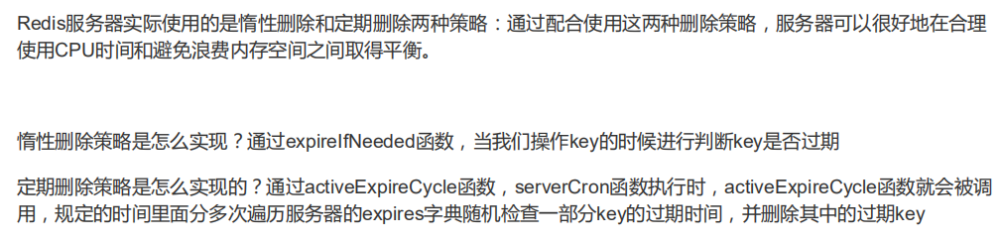 Redis服务器实际使用的是惰性删除和定期删除两种策略：通过配合使用这两种删除策略，服务器可以很好地在合理
使用CPU时间和避免浪费内存空间之间取得平衡。
惰性删除策略是怎么实现？通过expireIfNeeded函数，当我们操作key的时候进行判断key是否过期
定期删除策略是怎么实现的？通过activeExpireCycle函数，serverCron函数执行时，activeExpireCycle函数就会被调
用，规定的时间里面分多次遍历服务器的expires字典随机检查一部分key的过期时间，并删除其中的过期key